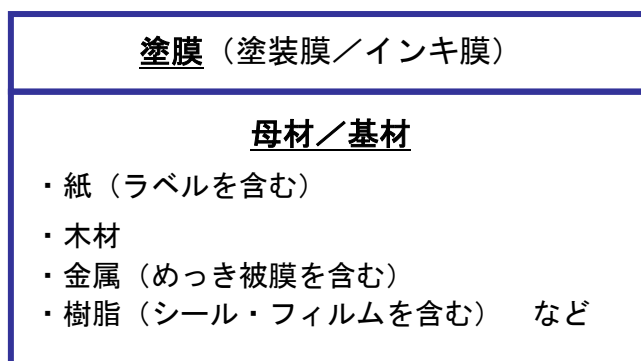 塗膜（塗装膜／インキ膜）
母材／基材
・紙（ラベルを含む）
・木材
・金属（めっき被膜を含む）
・樹脂（シール・フィルムを含む）　など